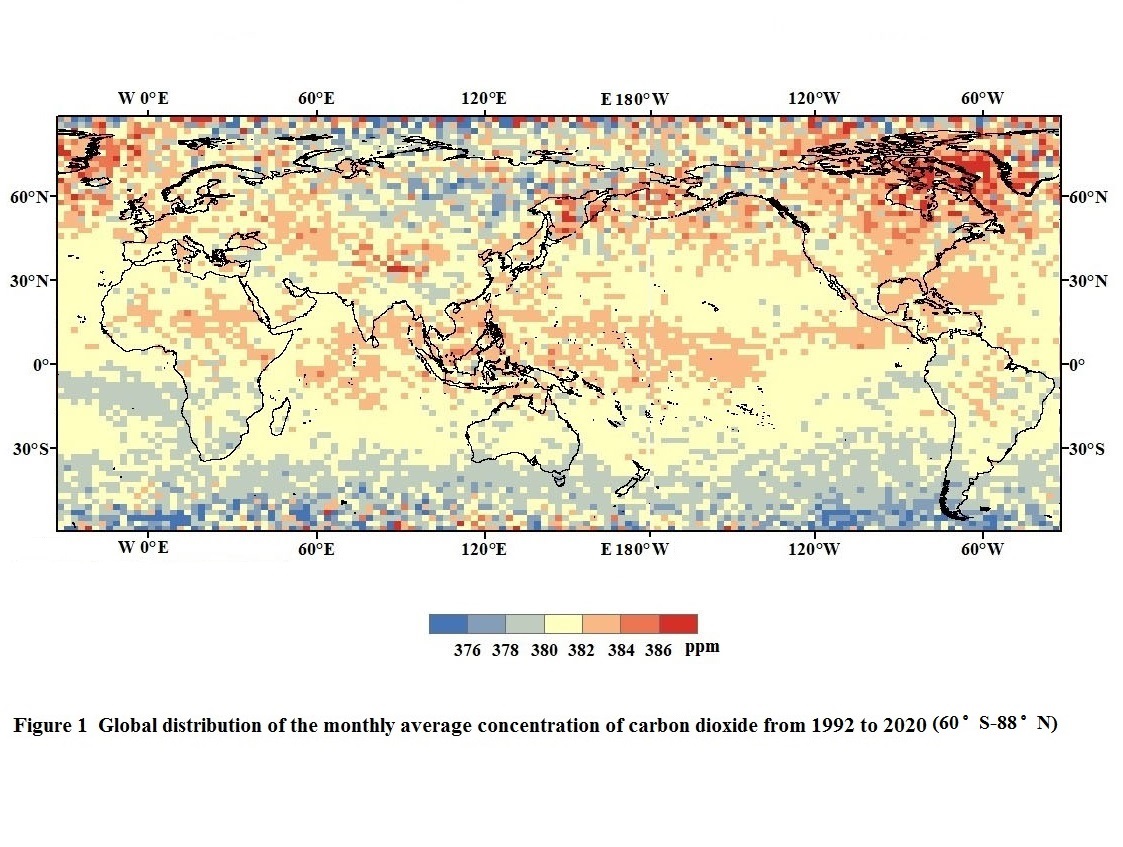 W 0°E 60°E 120°E E 180°W 120°W 60°W
60°N 60°N
30°N 30°N
0° 0°
30°S 30°S
W 0°E 60°E 120°E E 180°W 120°W 60°W
376 378 380 382 384 386 ppm
Figure 1 Global distribution of the monthly average concentration of carbon dioxide from 1992 to 2020 (60° S-88° N)